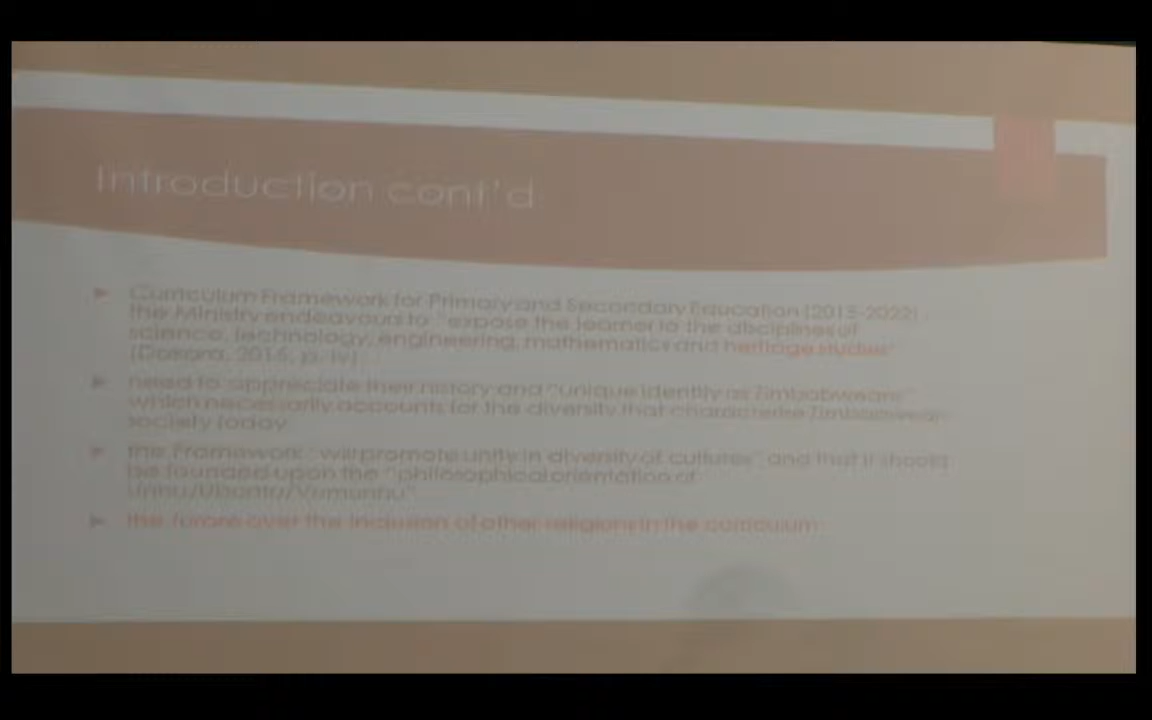 Introduction cont'd
Curriculum Framework for Primary and Secondary Education (2015-2022)
the Ministry endeavours to "expose the learner to the disciplines of
science, technology, engineering, mathematics and heritage studies"
(Dokora, 2016, p. iv)
need to appreciate their history and "unique identity as Zimbabweans"
which necessarily accounts for the diversity that characterise Zimbabwean
society today
the Framework "will promote unity in diversity of cultures" and that it should
be founded upon the "philosophical orientation of
Unhu/Ubuntu/Vumunhu"
the furore over the inclusion of other religions in the curriculum